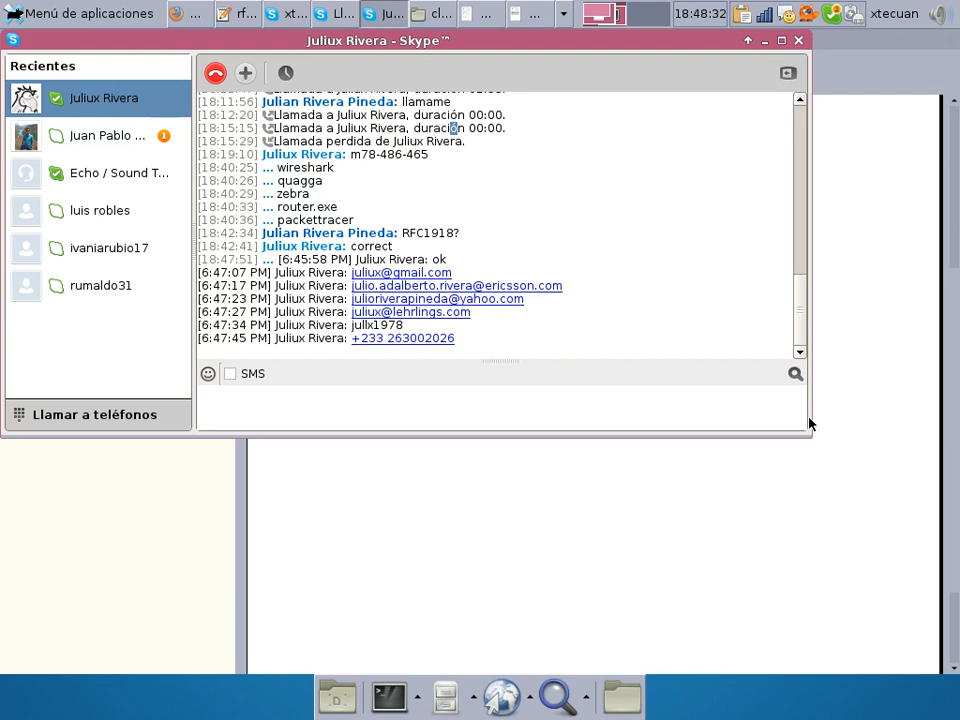 Menú de aplicaciones ... rf... xt... Ll... Ju... cl... ... ... 18:48:32 xtecuan
Juliux Rivera - Skype™
Recientes
Juliux Rivera
Juan Pablo ... 1
Echo / Sound T...
luis robles
ivaniarubio17
rumaldo31
Llamar a teléfonos
[18:11:56] Julian Rivera Pineda: llamame
[18:12:20] Llamada a Juliux Rivera, duración 00:00.
[18:15:15] Llamada a Juliux Rivera, duración 00:00.
[18:15:29] Llamada perdida de Juliux Rivera.
[18:19:10] Juliux Rivera: m78-486-465
[18:40:25] ... wireshark
[18:40:26] ... quagga
[18:40:29] ... zebra
[18:40:33] ... router.exe
[18:40:36] ... packettracer
[18:42:34] Julian Rivera Pineda: RFC1918?
[18:42:41] Juliux Rivera: correct
[18:47:51] ... [6:45:58 PM] Juliux Rivera: ok
[6:47:07 PM] Juliux Rivera: juliux@gmail.com
[6:47:17 PM] Juliux Rivera: julio.adalberto.rivera@ericsson.com
[6:47:23 PM] Juliux Rivera: julioriverapineda@yahoo.com
[6:47:27 PM] Juliux Rivera: juliux@lehrlings.com
[6:47:34 PM] Juliux Rivera: jullx1978
[6:47:45 PM] Juliux Rivera: +233 263002026
SMS